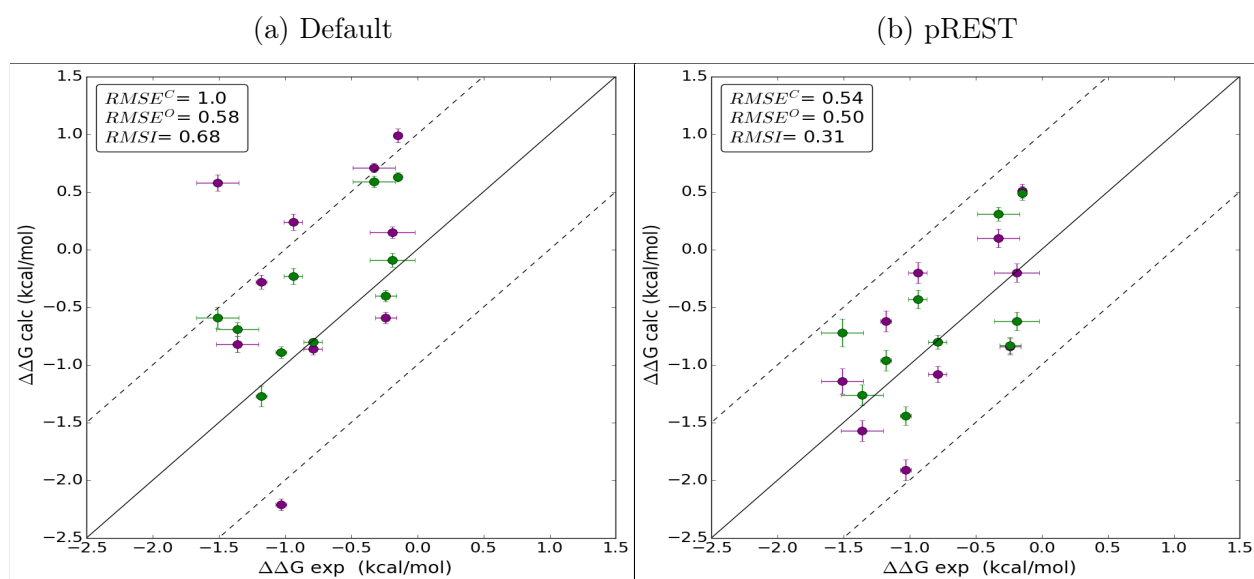 (a) Default
(b) pREST
RMSE^C= 1.0
RMSE^O= 0.58
RMSI= 0.68
1.5
1.0
0.5
0.0
−0.5
−1.0
−1.5
−2.0
−2.5
ΔΔG calc (kcal/mol)
−2.5 −2.0 −1.5 −1.0 −0.5 0.0 0.5 1.0 1.5
ΔΔG exp (kcal/mol)
RMSE^C= 0.54
RMSE^O= 0.50
RMSI= 0.31
1.5
1.0
0.5
0.0
−0.5
−1.0
−1.5
−2.0
−2.5
ΔΔG calc (kcal/mol)
−2.5 −2.0 −1.5 −1.0 −0.5 0.0 0.5 1.0 1.5
ΔΔG exp (kcal/mol)